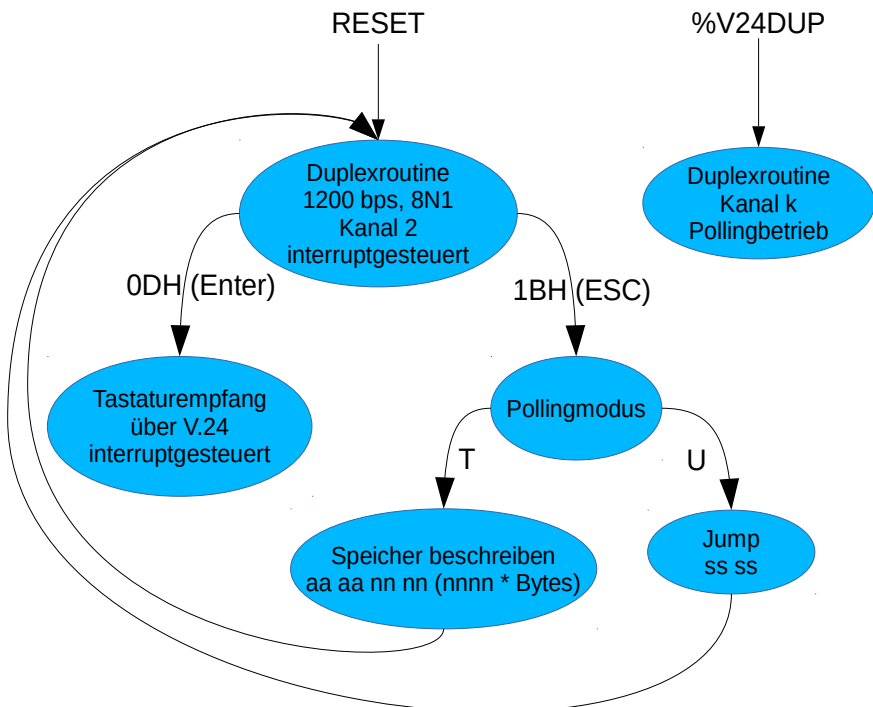 RESET
%V24DUP
Duplexroutine
1200 bps, 8N1
Kanal 2
interruptgesteuert
Duplexroutine
Kanal k
Pollingbetrieb
0DH (Enter)
1BH (ESC)
Tastaturempfang
über V.24
interruptgesteuert
Pollingmodus
T
U
Speicher beschreiben
aa aa nn nn (nnnn * Bytes)
Jump
ss ss